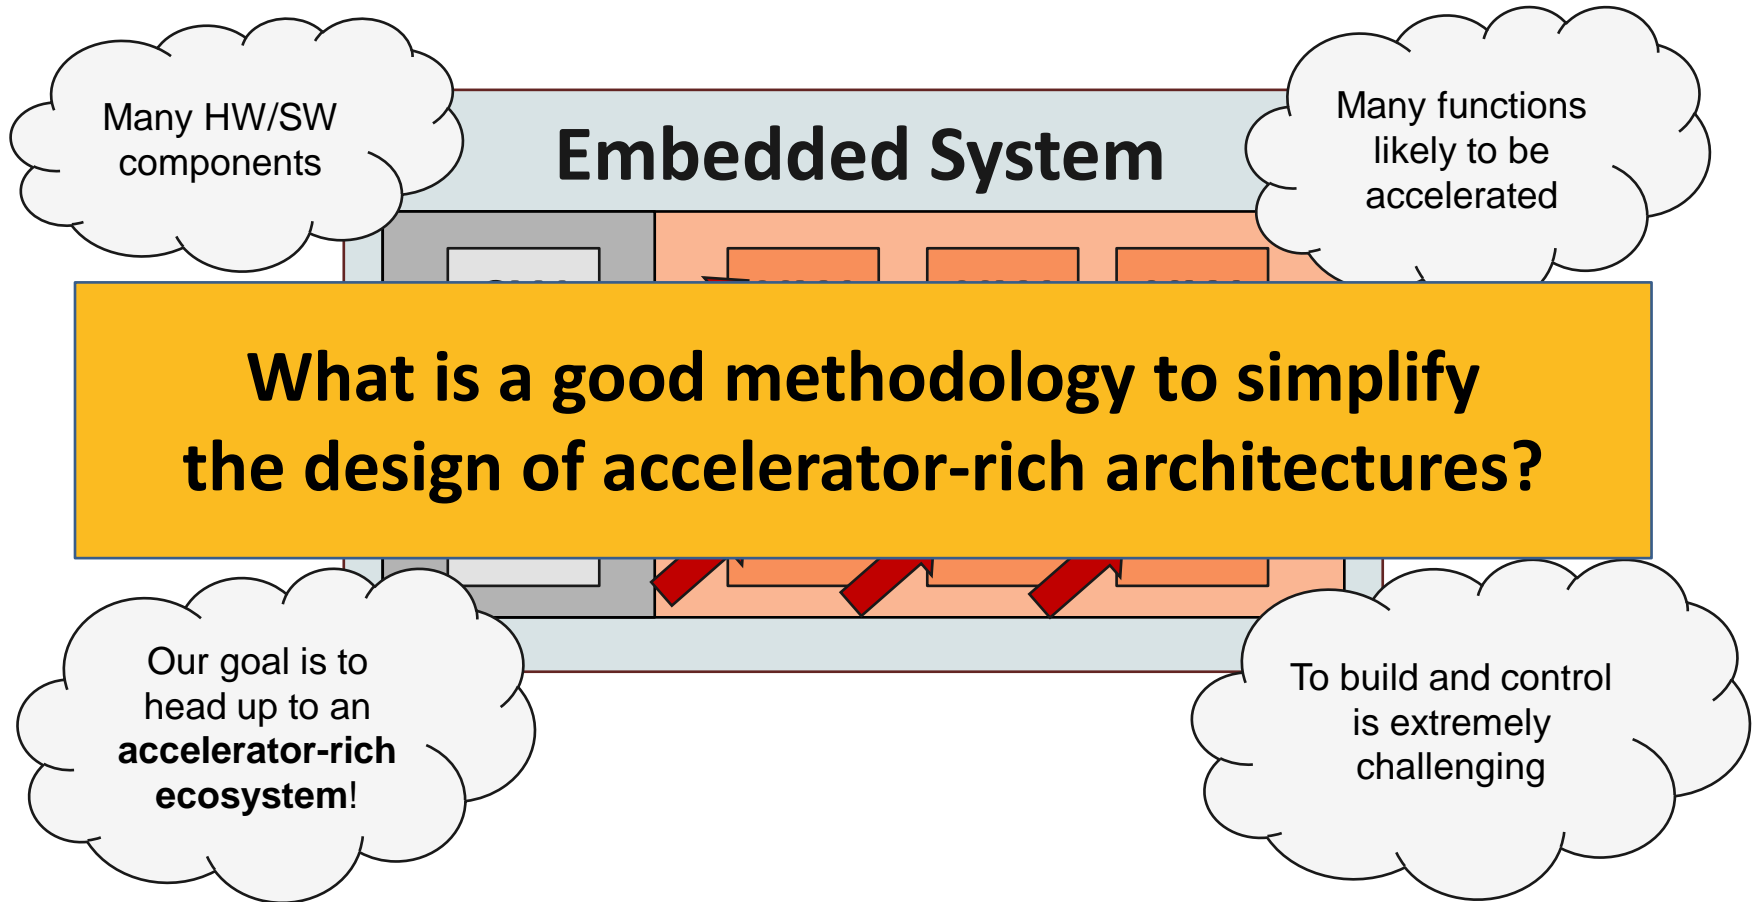 Many HW/SW
components
Embedded System
Many functions
likely to be
accelerated
What is a good methodology to simplify
the design of accelerator-rich architectures?
Our goal is to
head up to an
accelerator-rich
ecosystem!
To build and control
is extremely
challenging